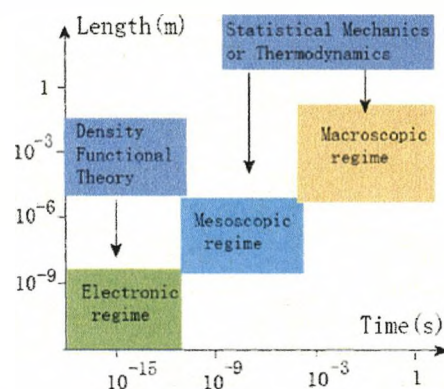 Length(m)
Statistical Mechanics
or Thermodynamics
1
Density
Functional
Theory
10⁻³
Macroscopic
regime
10⁻⁶
Mesoscopic
regime
10⁻⁹
Electronic
regime
Time(s)
10⁻¹⁵
10⁻⁹
10⁻³
1